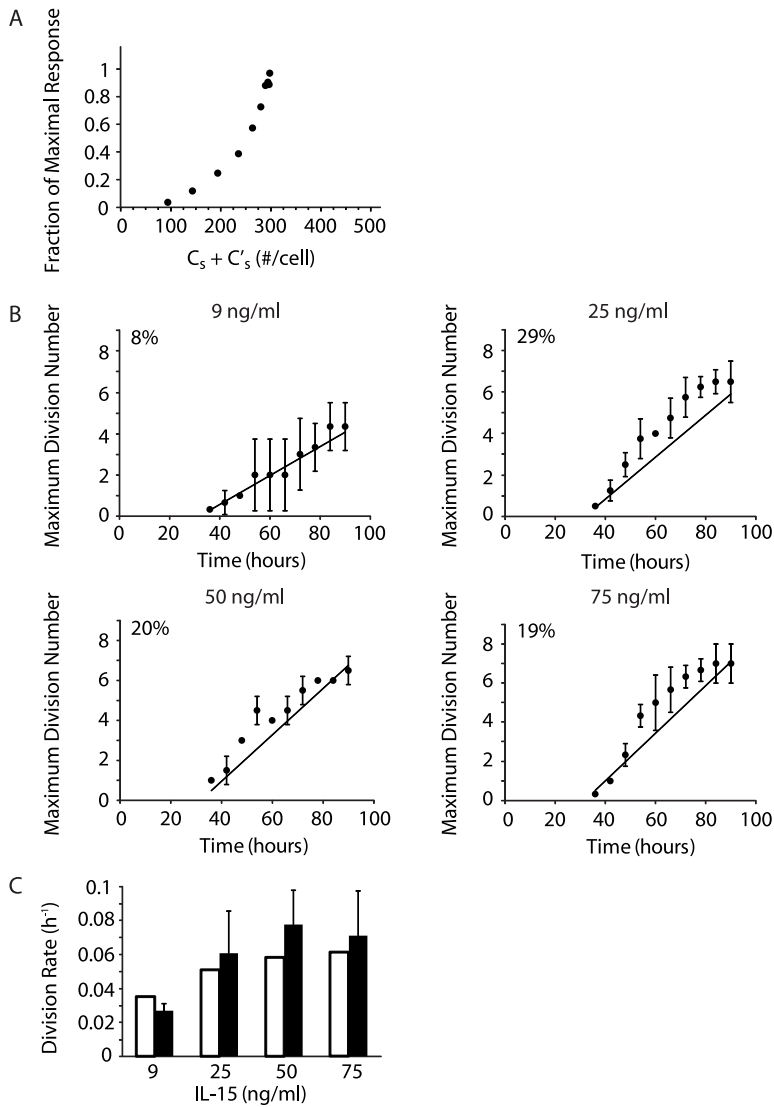 A
Fraction of Maximal Response
1
0.8
0.6
0.4
0.2
0
0 100 200 300 400 500
Cs + C's (#/cell)
B
9 ng/ml
8%
Maximum Division Number
8
6
4
2
0
0 20 40 60 80 100
Time (hours)
25 ng/ml
29%
Maximum Division Number
8
6
4
2
0
0 20 40 60 80 100
Time (hours)
50 ng/ml
20%
Maximum Division Number
8
6
4
2
0
0 20 40 60 80 100
Time (hours)
75 ng/ml
19%
Maximum Division Number
8
6
4
2
0
0 20 40 60 80 100
Time (hours)
C
Division Rate (h⁻¹)
0.1
0.08
0.06
0.04
0.02
0
9 25 50 75
IL-15 (ng/ml)